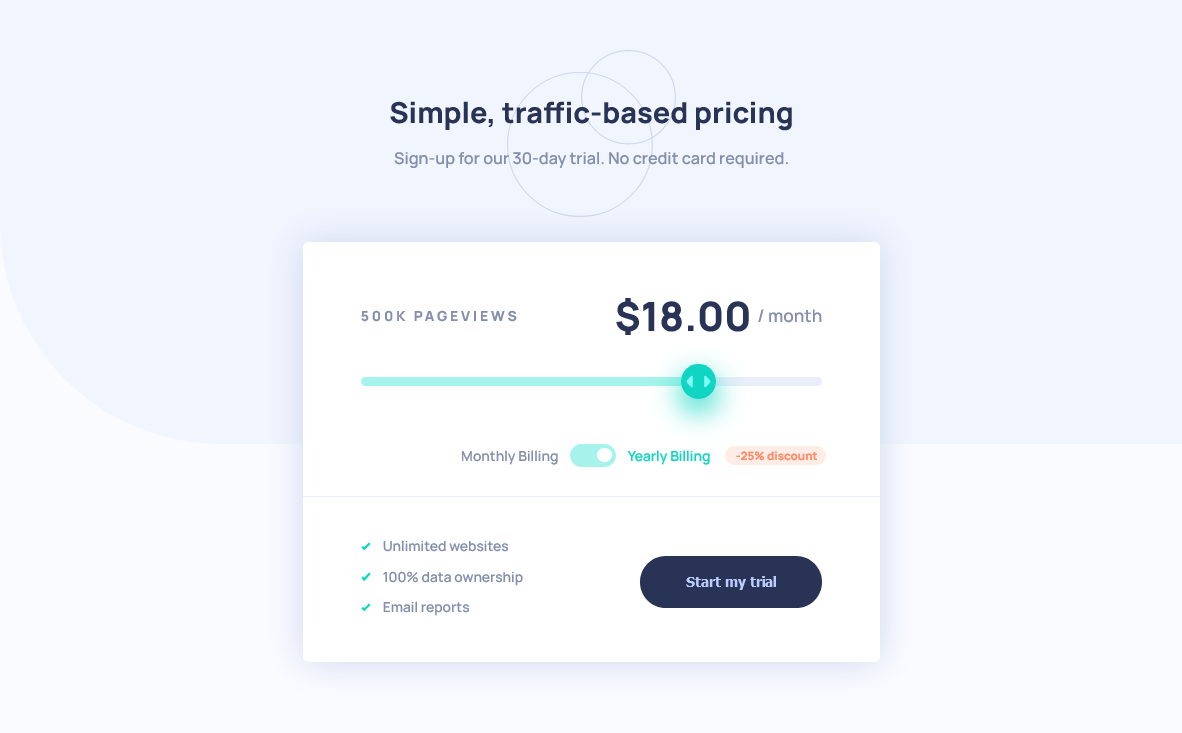 Simple, traffic-based pricing
Sign-up for our 30-day trial. No credit card required.
500K PAGEVIEWS
$18.00 / month
Monthly Billing Yearly Billing -25% discount
Unlimited websites
100% data ownership
Email reports
Start my trial